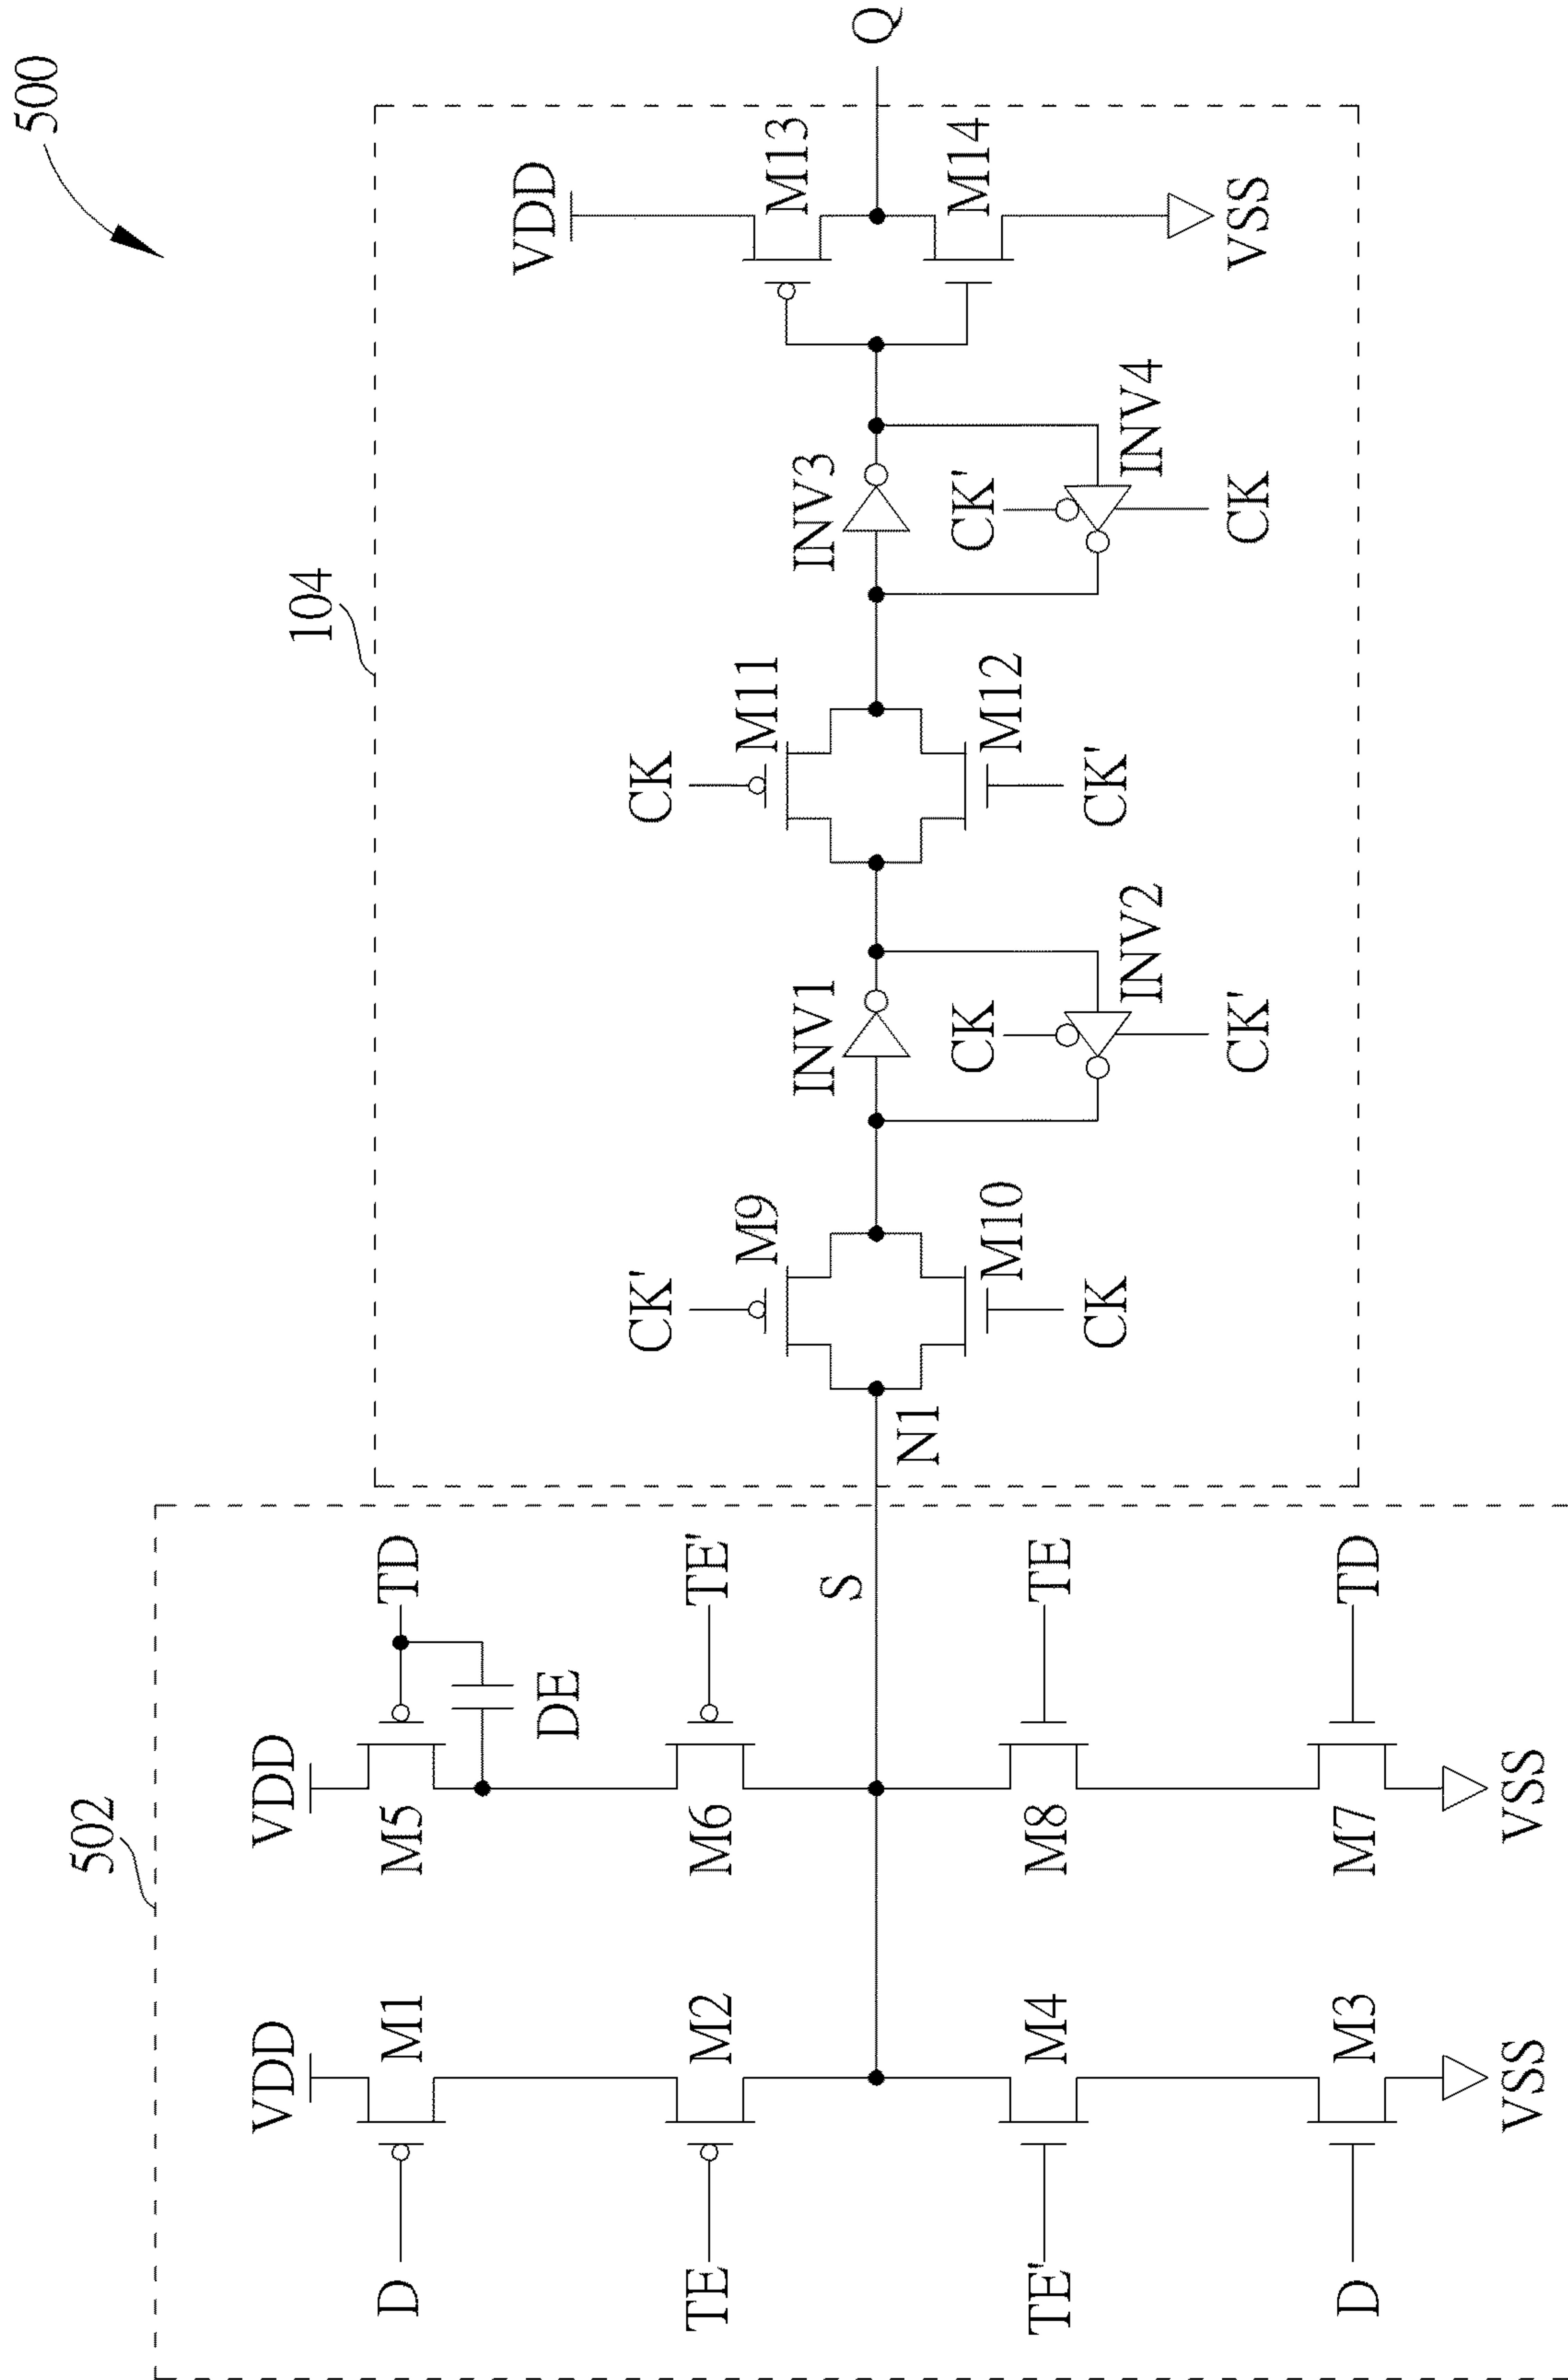 500
502
104
VDD
VDD
D
M1
M5
TD
DE
TE
M2
M6
TE'
S
N1
TE'
M4
M8
TE
D
M3
M7
TD
VSS
VSS
CK'
M9
M10
CK
INV1
CK
INV2
CK'
CK
M11
M12
CK'
INV3
CK'
INV4
CK
VDD
M13
M14
VSS
Q